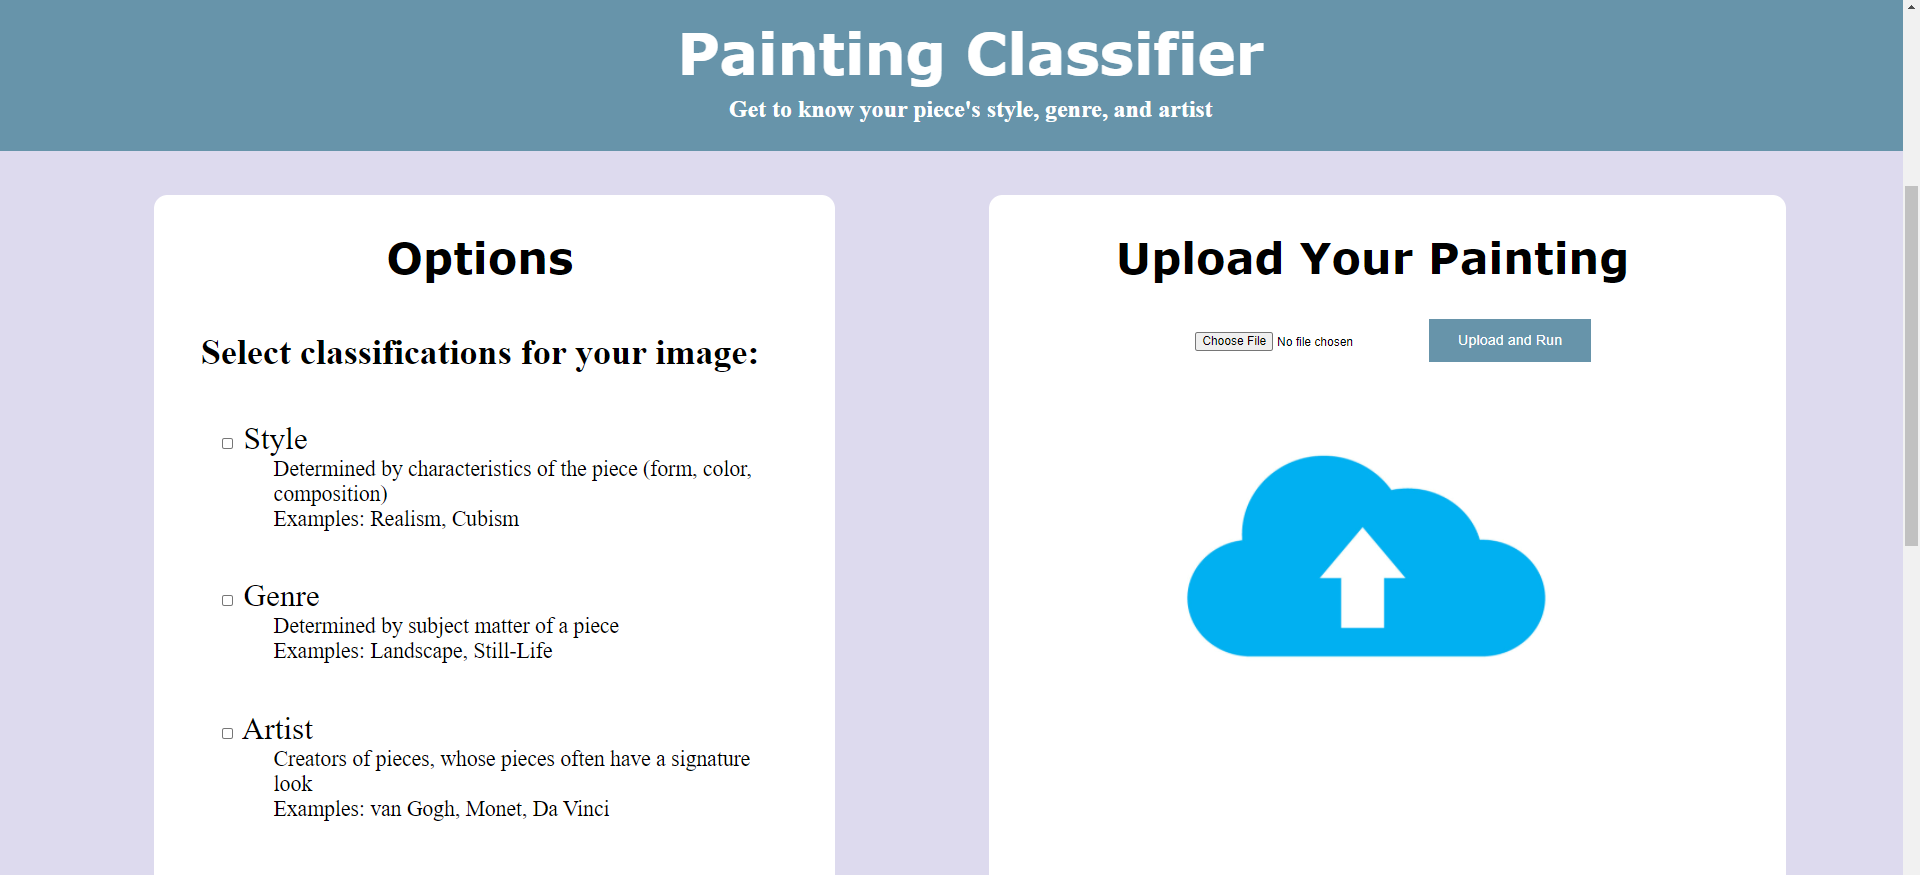 Painting Classifier
Get to know your piece's style, genre, and artist
Options
Select classifications for your image:
Style
Determined by characteristics of the piece (form, color,
composition)
Examples: Realism, Cubism
Genre
Determined by subject matter of a piece
Examples: Landscape, Still-Life
Artist
Creators of pieces, whose pieces often have a signature
look
Examples: van Gogh, Monet, Da Vinci
Upload Your Painting
Choose File No file chosen
Upload and Run